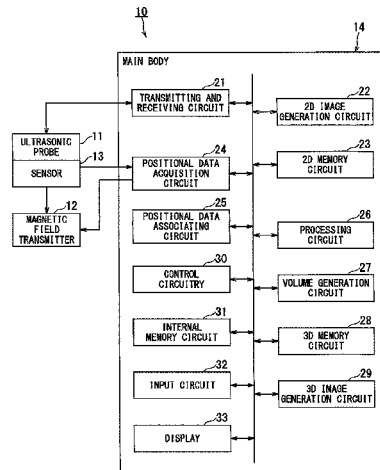 10
14
MAIN BODY
21
TRANSMITTING AND
RECEIVING CIRCUIT
22
2D IMAGE
GENERATION CIRCUIT
11
ULTRASONIC
PROBE
13
SENSOR
12
MAGNETIC
FIELD
TRANSMITTER
24
POSITIONAL DATA
ACQUISITION
CIRCUIT
23
2D MEMORY
CIRCUIT
25
POSITIONAL DATA
ASSOCIATING
CIRCUIT
26
PROCESSING
CIRCUIT
30
CONTROL
CIRCUITRY
27
VOLUME GENERATION
CIRCUIT
31
INTERNAL
MEMORY CIRCUIT
28
3D MEMORY
CIRCUIT
32
INPUT CIRCUIT
29
3D IMAGE
GENERATION CIRCUIT
33
DISPLAY